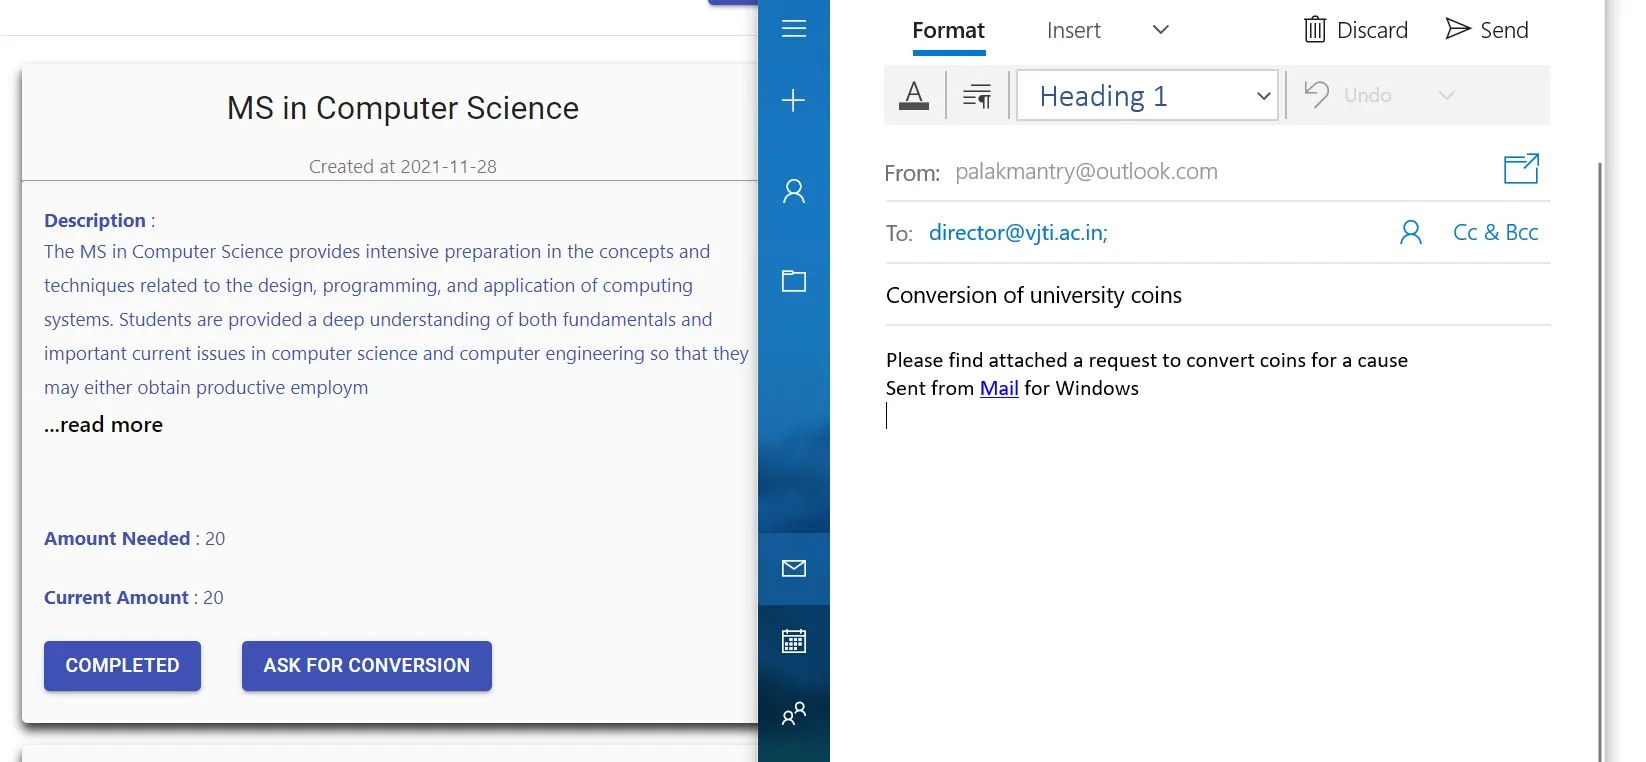 MS in Computer Science
Created at 2021-11-28
Description :
The MS in Computer Science provides intensive preparation in the concepts and
techniques related to the design, programming, and application of computing
systems. Students are provided a deep understanding of both fundamentals and
important current issues in computer science and computer engineering so that they
may either obtain productive employm
...read more
Amount Needed : 20
Current Amount : 20
COMPLETED
ASK FOR CONVERSION
Format
Insert
Discard
Send
A
Heading 1
Undo
From: palakmantry@outlook.com
To: director@vjti.ac.in;
Cc & Bcc
Conversion of university coins
Please find attached a request to convert coins for a cause
Sent from Mail for Windows